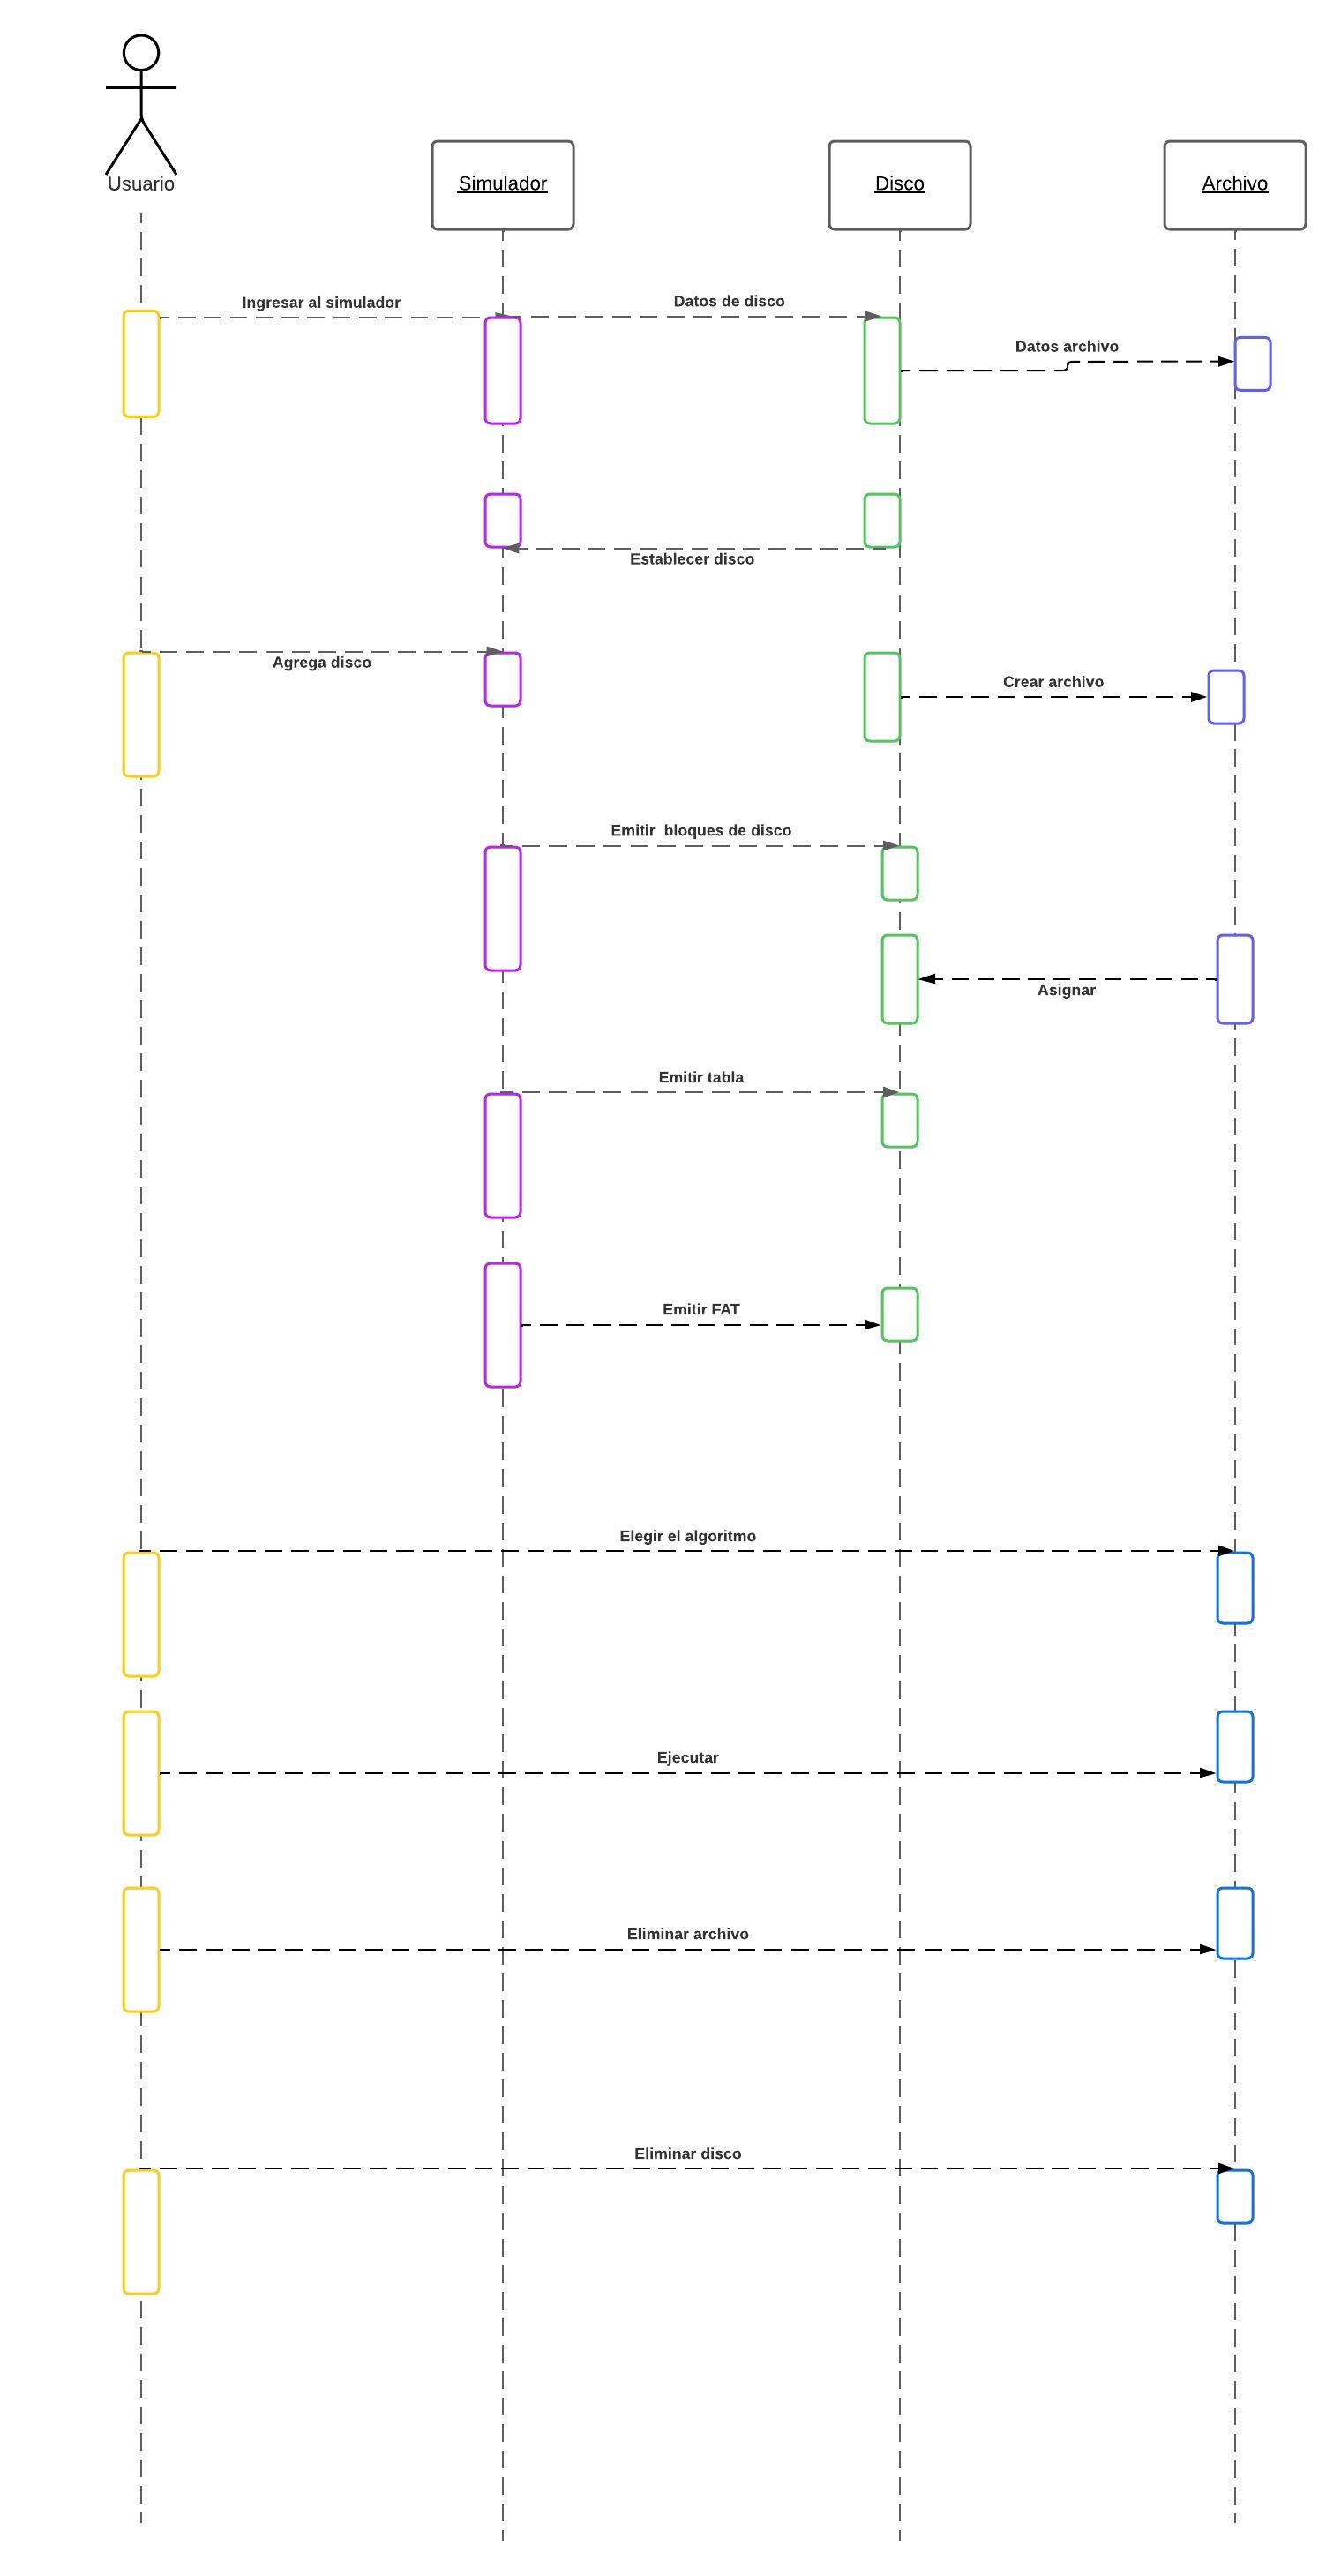 Usuario
Simulador
Disco
Archivo
Ingresar al simulador
Datos de disco
Datos archivo
Establecer disco
Agrega disco
Crear archivo
Emitir  bloques de disco
Asignar
Emitir tabla
Emitir FAT
Elegir el algoritmo
Ejecutar
Eliminar archivo
Eliminar disco